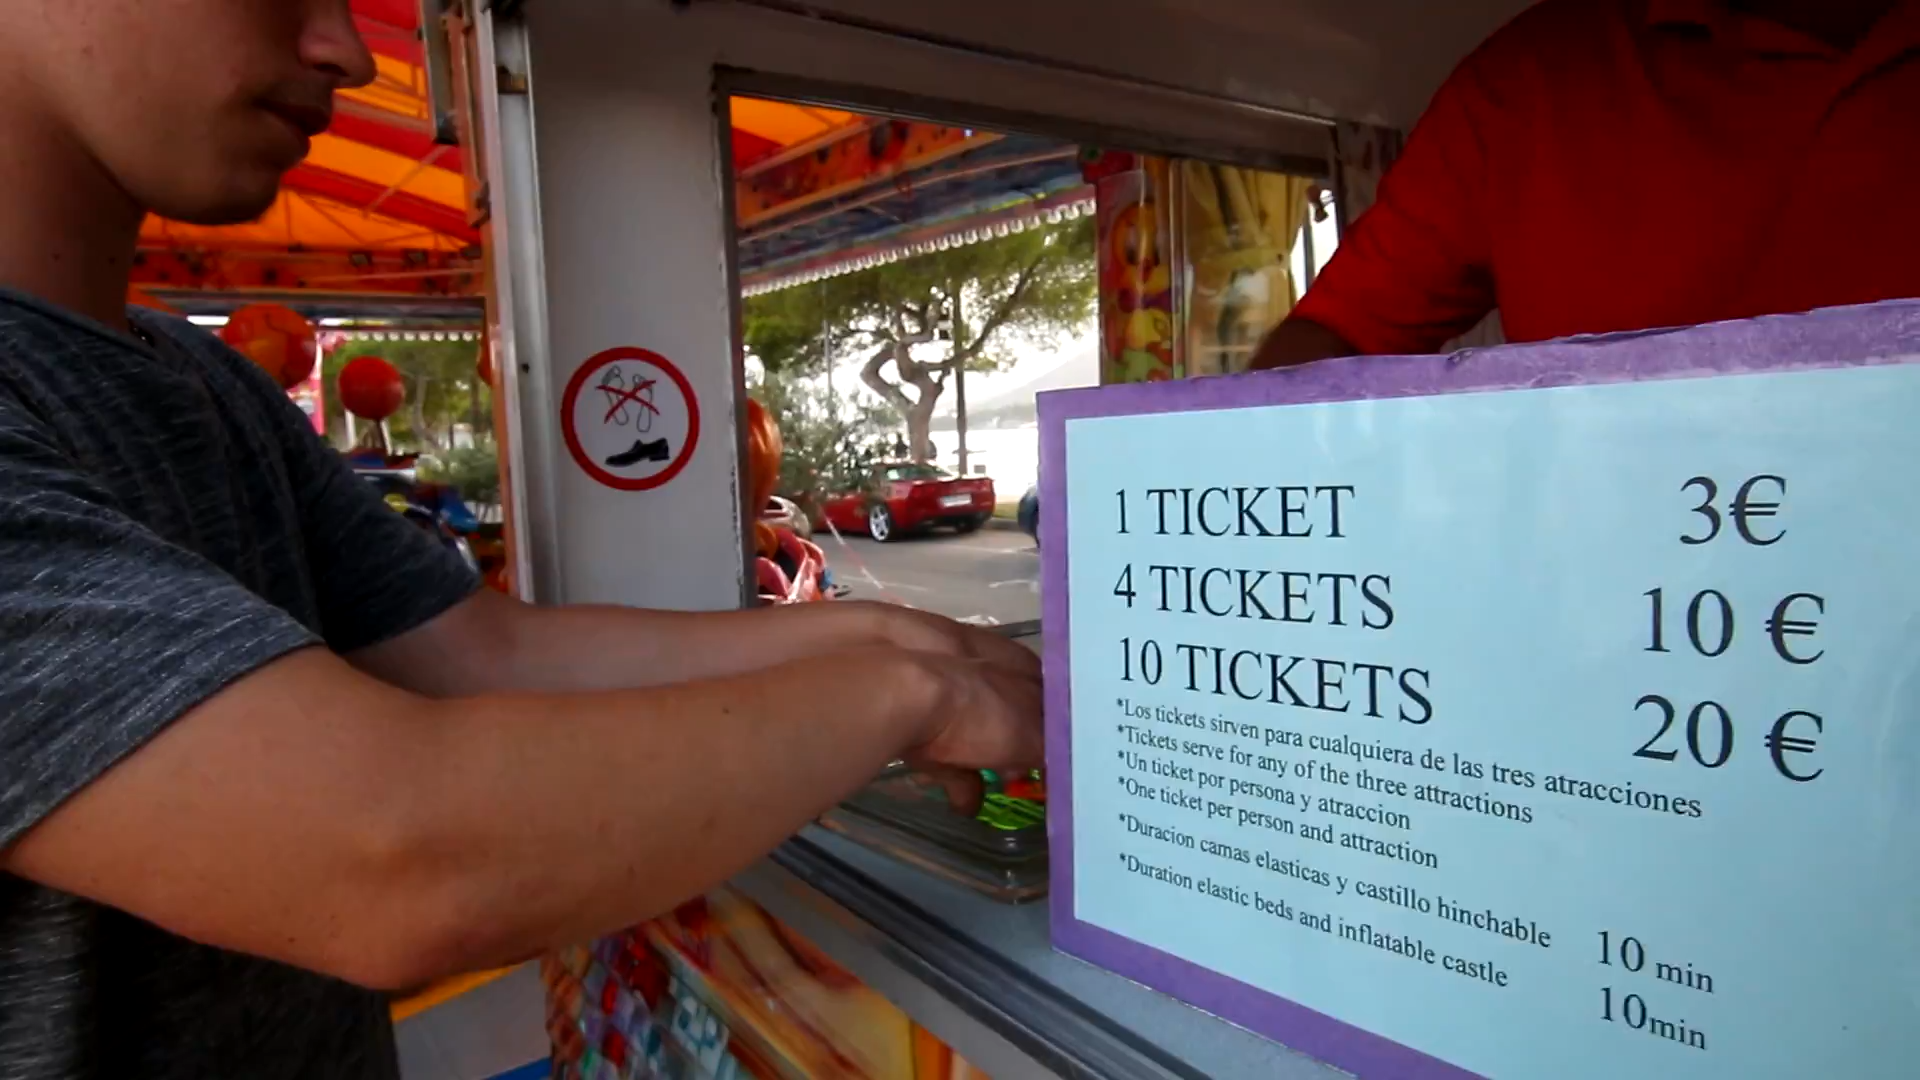 1 TICKET 3€
4 TICKETS 10 €
10 TICKETS 20 €
*Los tickets sirven para cualquiera de las tres atracciones
*Tickets serve for any of the three attractions
*Un ticket por persona y atraccion
*One ticket per person and attraction
*Duracion camas elasticas y castillo hinchable 10 min
*Duration elastic beds and inflatable castle 10min